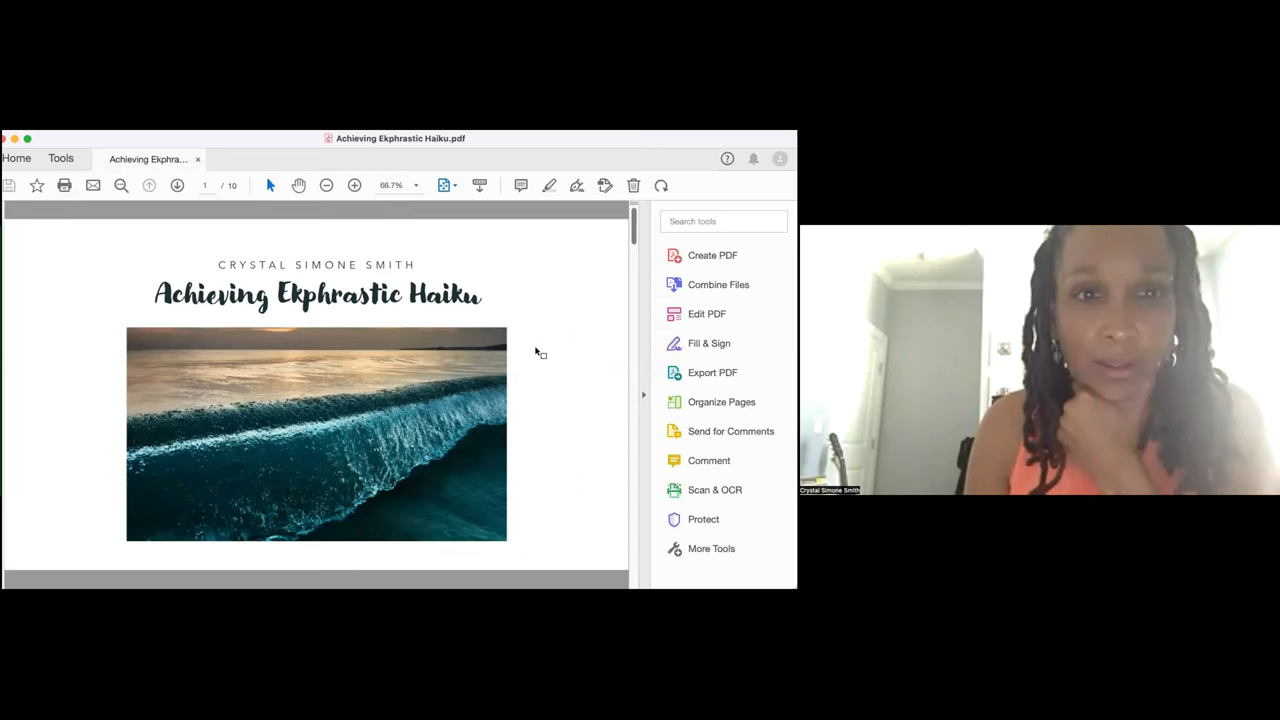 Achieving Ekphrastic Haiku.pdf
Home Tools Achieving Ekphra... ×
1 / 10 66.7%
CRYSTAL SIMONE SMITH
Achieving Ekphrastic Haiku
Search tools
Create PDF
Combine Files
Edit PDF
Fill & Sign
Export PDF
Organize Pages
Send for Comments
Comment
Scan & OCR
Protect
More Tools
Crystal Simone Smith